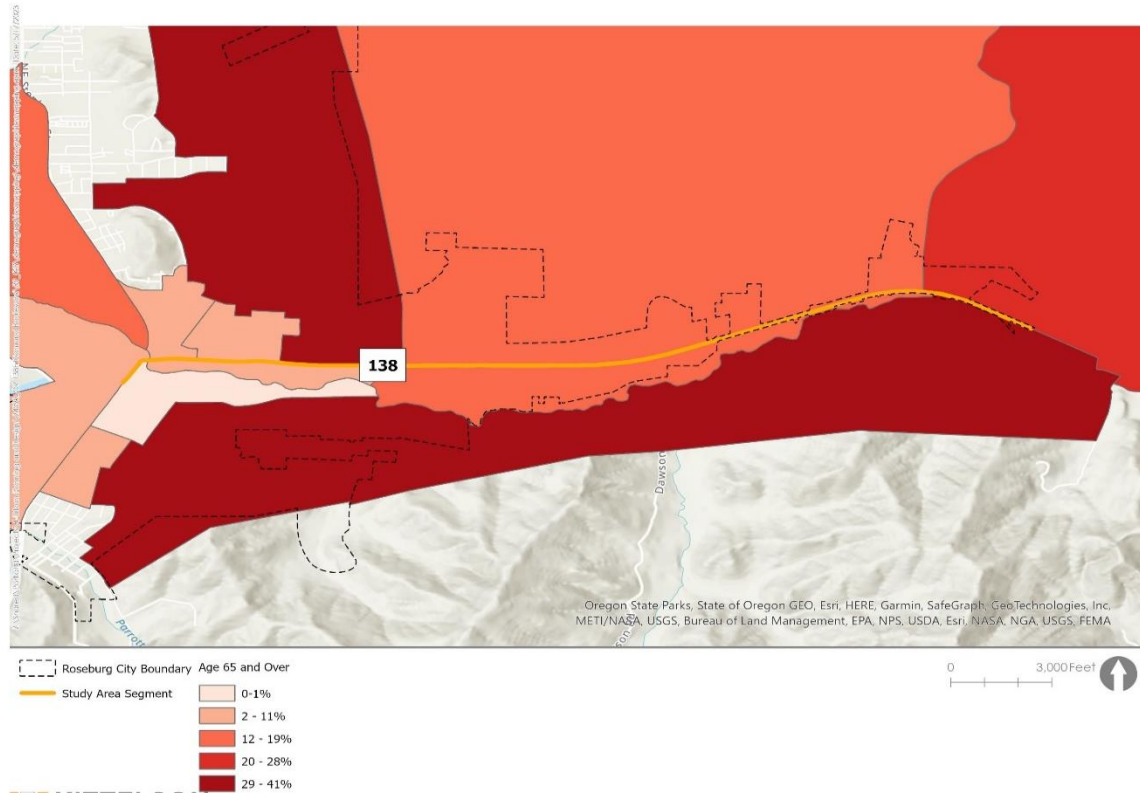 138
Dawson
Parrott
Oregon State Parks, State of Oregon GEO, Esri, HERE, Garmin, SafeGraph, GeoTechnologies, Inc,
METI/NASA, USGS, Bureau of Land Management, EPA, NPS, USDA, Esri, NASA, NGA, USGS, FEMA
Roseburg City Boundary
Study Area Segment
Age 65 and Over
0-1%
2 - 11%
12 - 19%
20 - 28%
29 - 41%
0 3,000 Feet